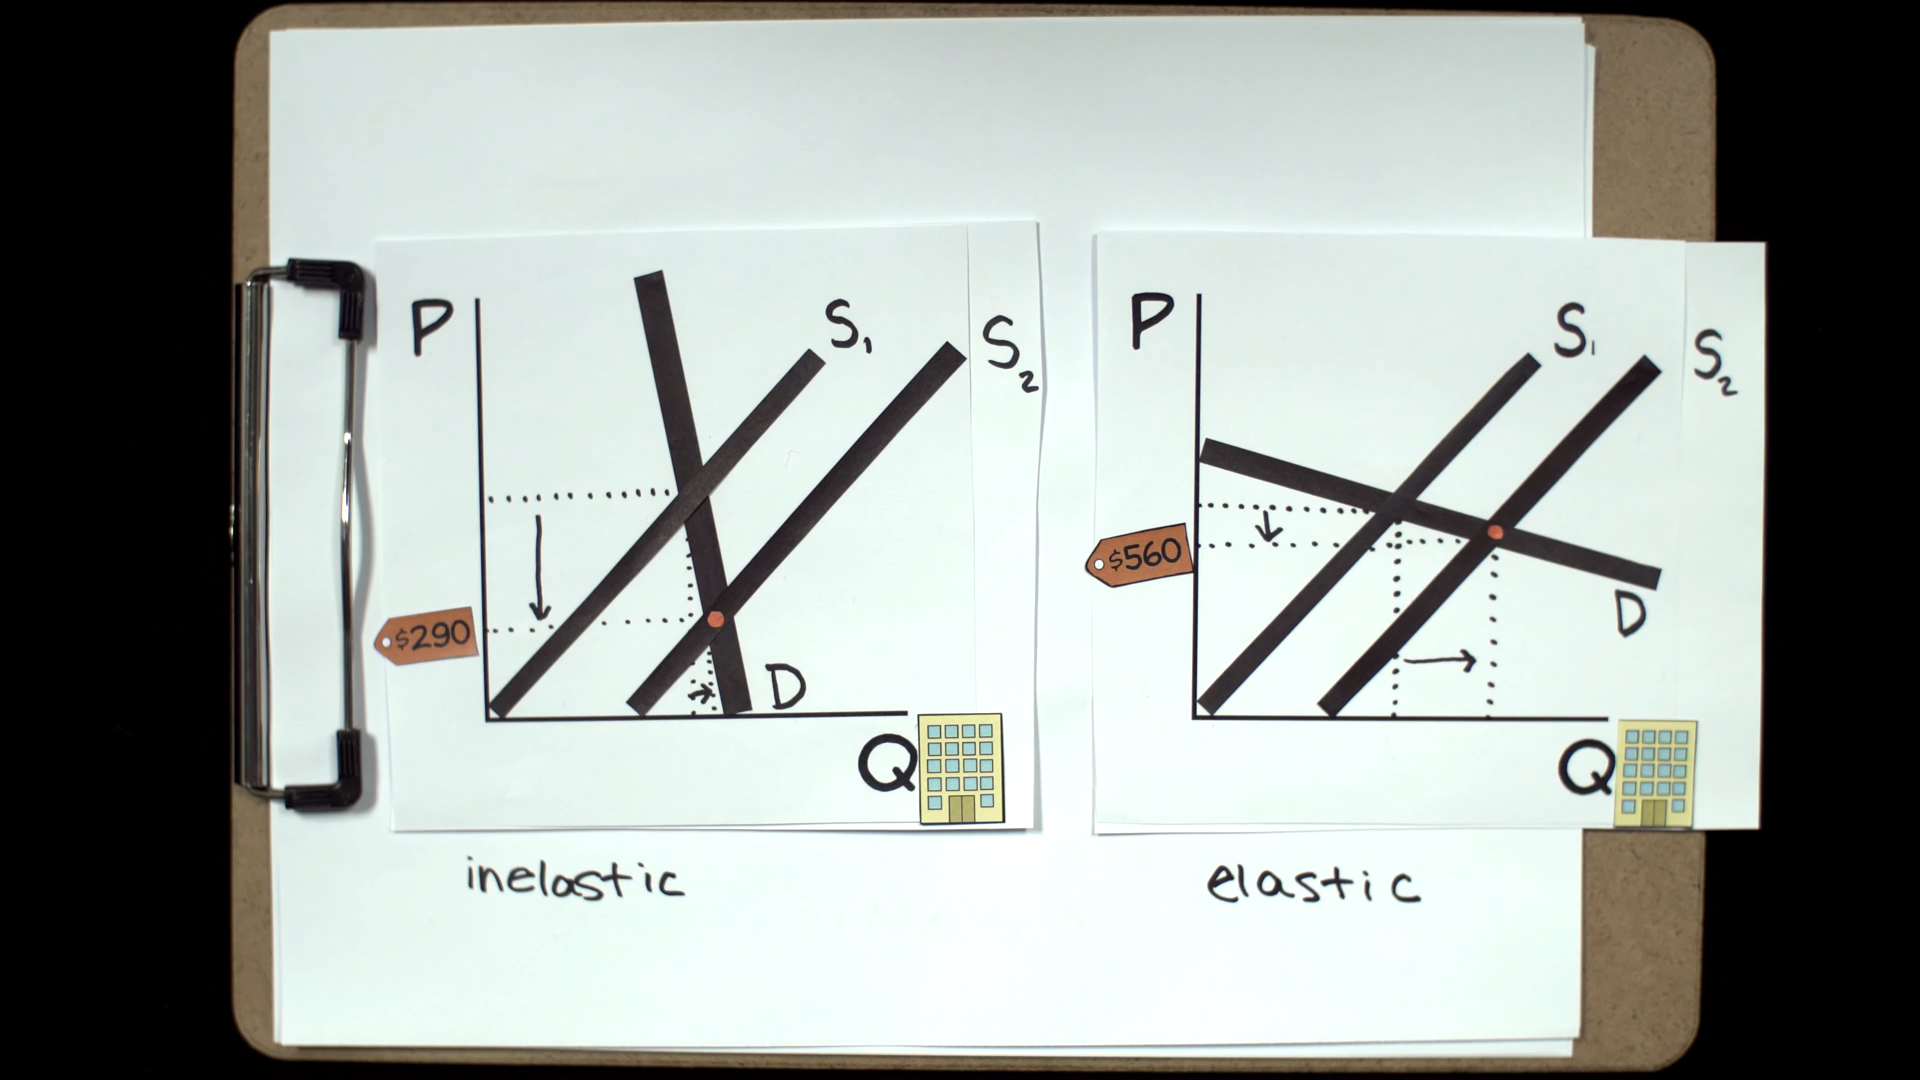 P
S₁
S₂
$290
D
Q
inelastic
P
S₁
S₂
$560
D
Q
elastic